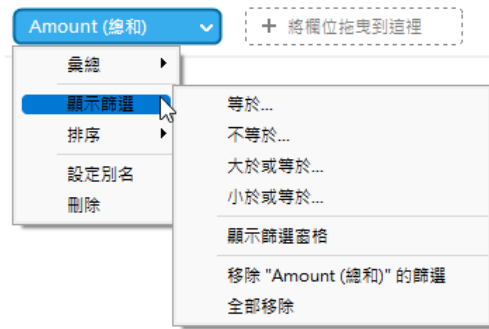 Amount (總和)
+ 將欄位拖曳到這裡
彙總
顯示篩選
排序
設定別名
刪除
等於...
不等於...
大於或等於...
小於或等於...
顯示篩選窗格
移除 "Amount (總和)" 的篩選
全部移除